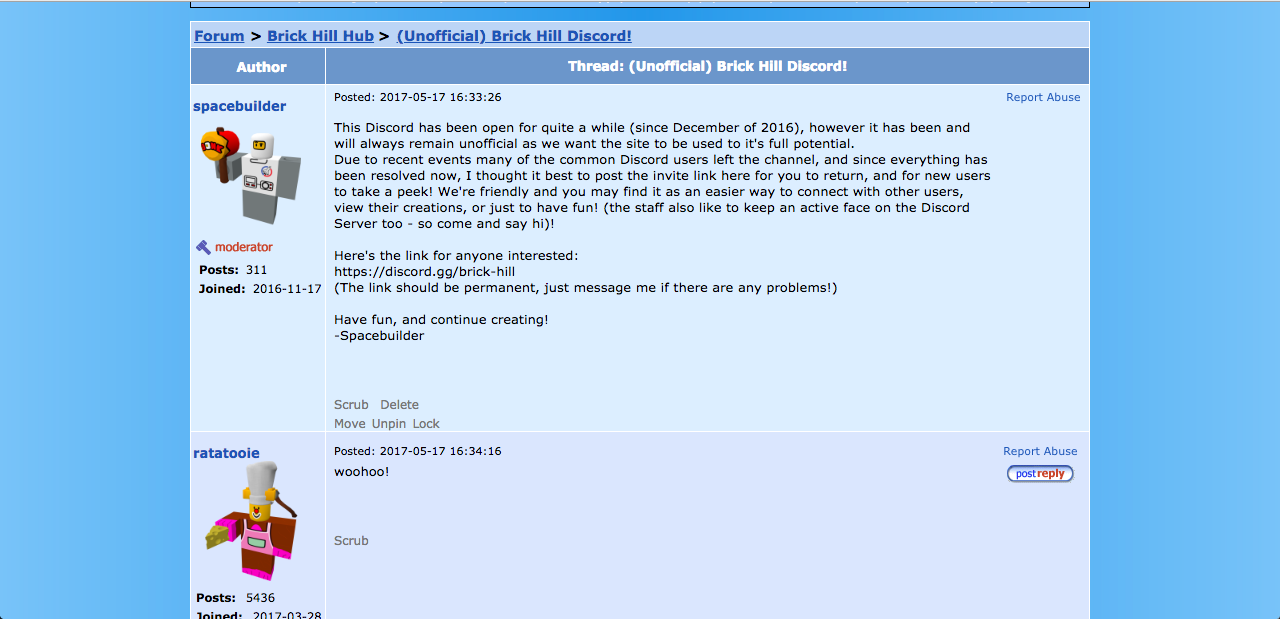 Forum > Brick Hill Hub > (Unofficial) Brick Hill Discord!
Author
Thread: (Unofficial) Brick Hill Discord!
spacebuilder
moderator
Posts: 311
Joined: 2016-11-17
Posted: 2017-05-17 16:33:26
Report Abuse
This Discord has been open for quite a while (since December of 2016), however it has been and
will always remain unofficial as we want the site to be used to it's full potential.
Due to recent events many of the common Discord users left the channel, and since everything has
been resolved now, I thought it best to post the invite link here for you to return, and for new users
to take a peek! We're friendly and you may find it as an easier way to connect with other users,
view their creations, or just to have fun! (the staff also like to keep an active face on the Discord
Server too - so come and say hi)!
Here's the link for anyone interested:
https://discord.gg/brick-hill
(The link should be permanent, just message me if there are any problems!)
Have fun, and continue creating!
-Spacebuilder
Scrub Delete
Move Unpin Lock
ratatooie
Posts: 5436
Joined: 2017-03-28
Posted: 2017-05-17 16:34:16
Report Abuse
woohoo!
postreply
Scrub